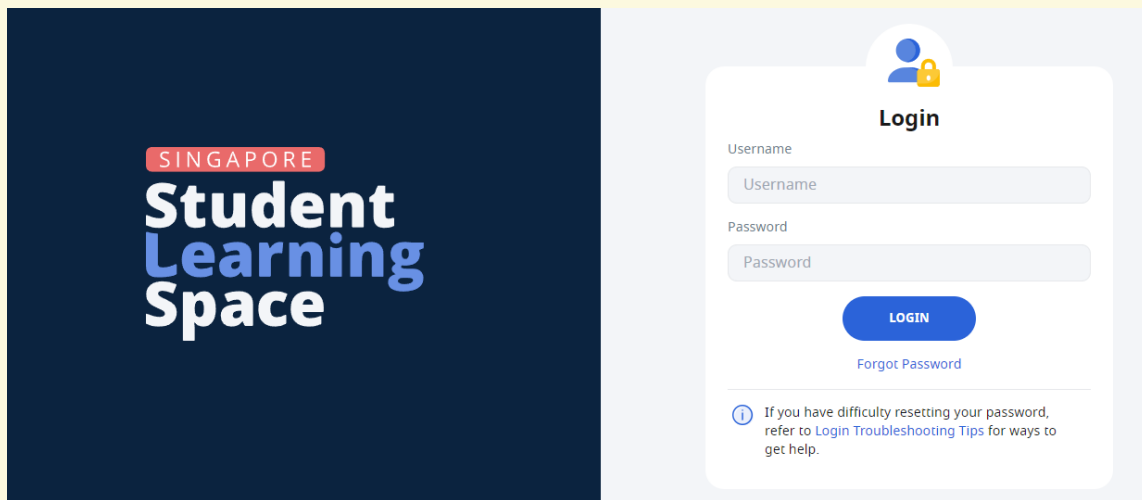 SINGAPORE
Student
Learning
Space
Login
Username
Username
Password
Password
LOGIN
Forgot Password
If you have difficulty resetting your password,
refer to Login Troubleshooting Tips for ways to
get help.